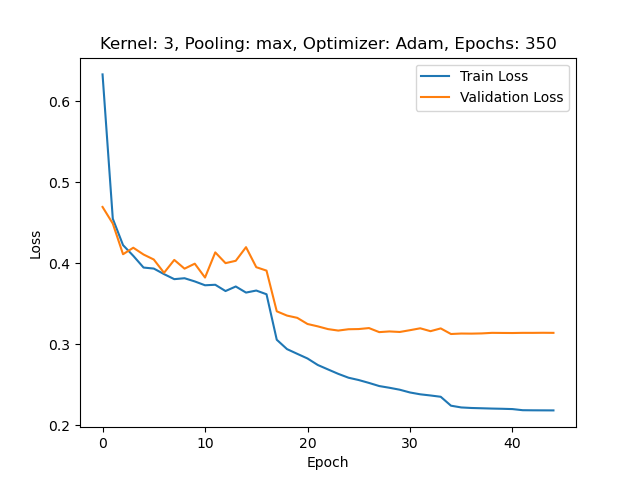 Kernel: 3, Pooling: max, Optimizer: Adam, Epochs: 350
Train Loss
Validation Loss
0.6
0.5
0.4
0.3
0.2
Loss
0 10 20 30 40
Epoch